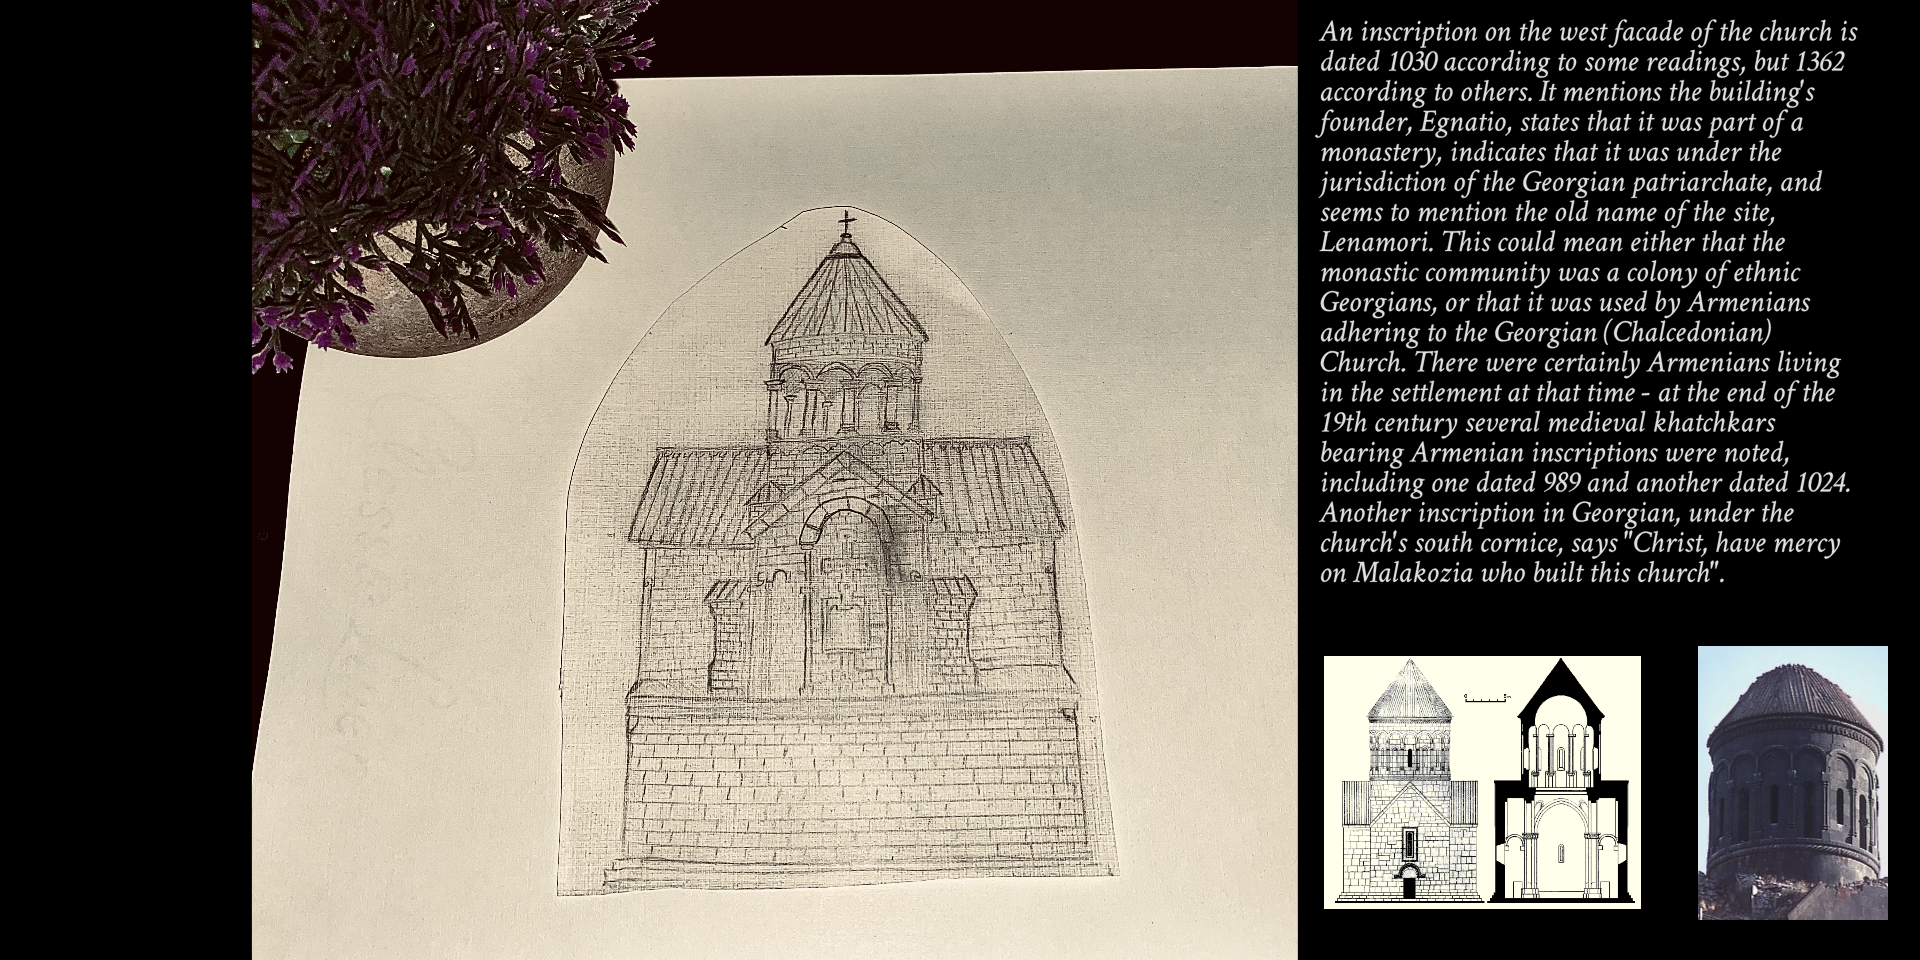 An inscription on the west facade of the church is
dated 1030 according to some readings, but 1362
according to others. It mentions the building's
founder, Egnatio, states that it was part of a
monastery, indicates that it was under the
jurisdiction of the Georgian patriarchate, and
seems to mention the old name of the site,
Lenamori. This could mean either that the
monastic community was a colony of ethnic
Georgians, or that it was used by Armenians
adhering to the Georgian (Chalcedonian)
Church. There were certainly Armenians living
in the settlement at that time - at the end of the
19th century several medieval khatchkars
bearing Armenian inscriptions were noted,
including one dated 989 and another dated 1024.
Another inscription in Georgian, under the
church's south cornice, says "Christ, have mercy
on Malakozia who built this church".